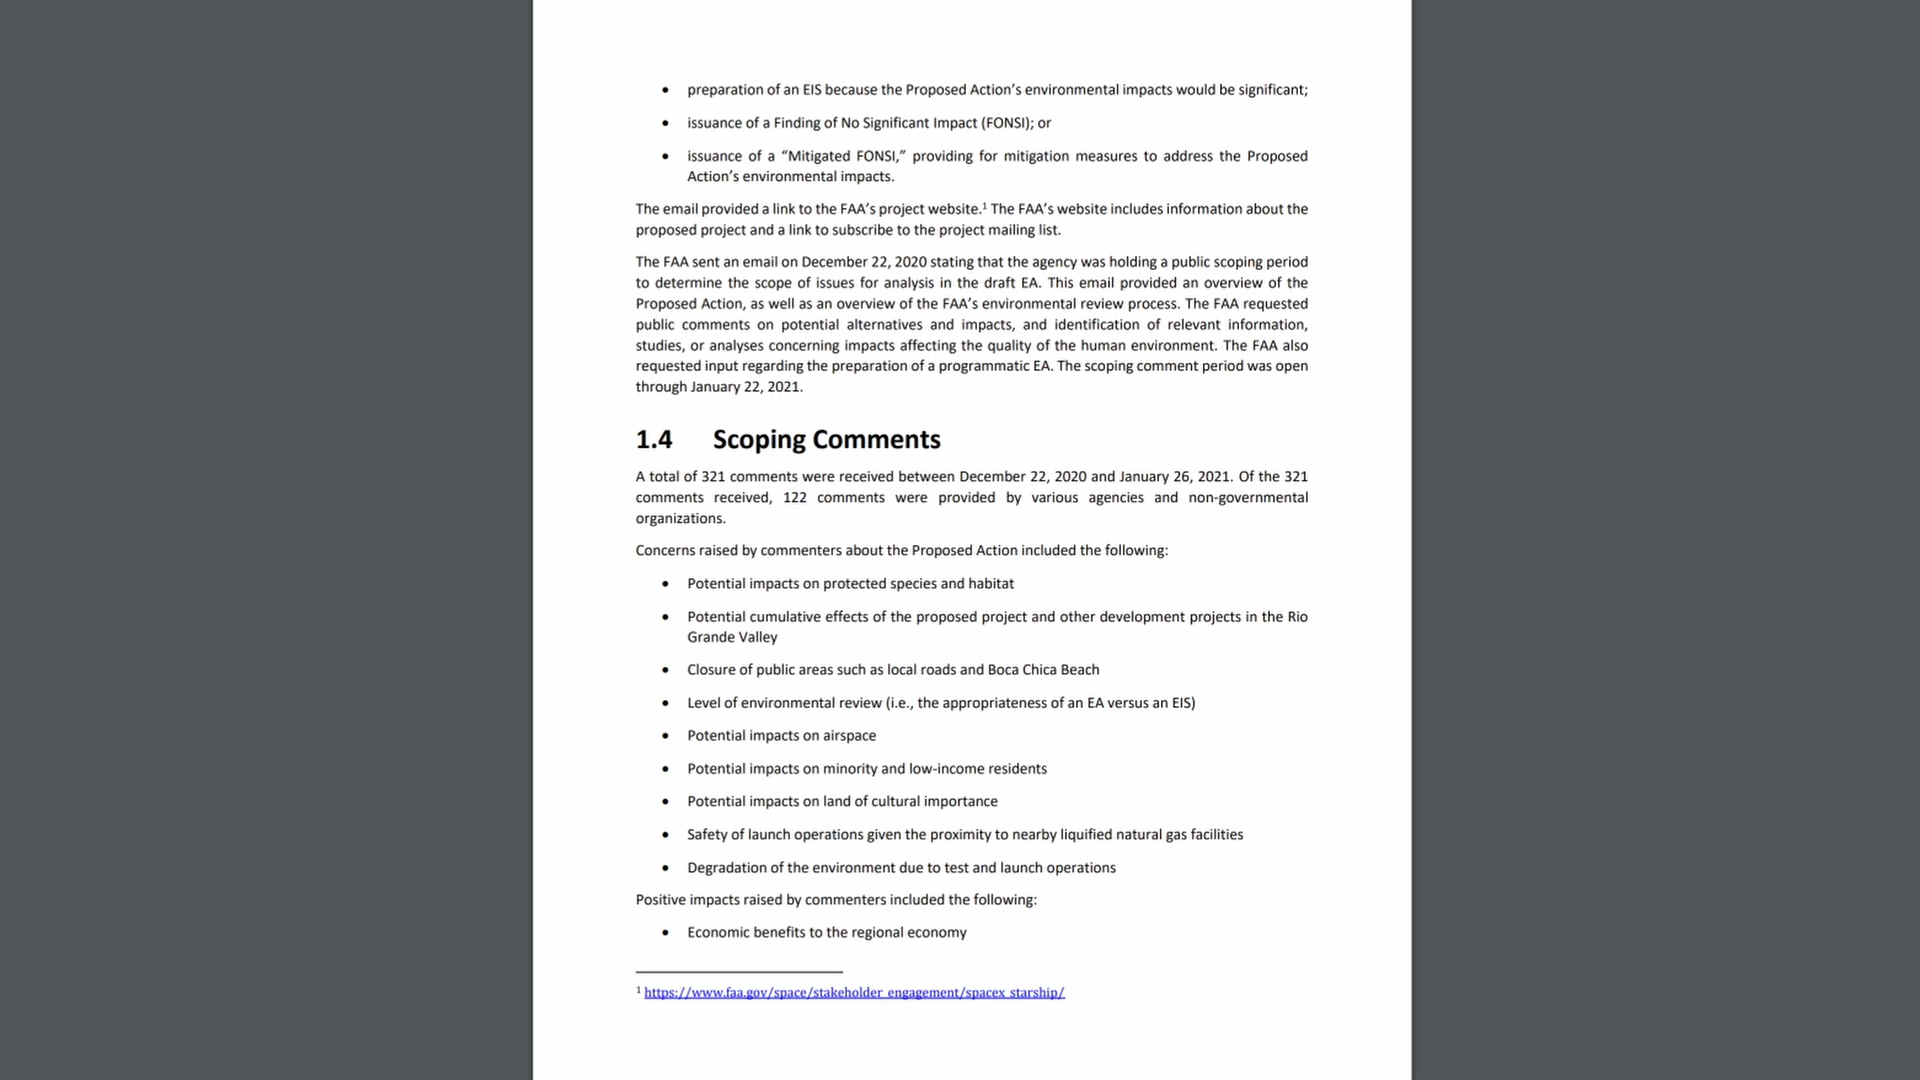 • preparation of an EIS because the Proposed Action’s environmental impacts would be significant;
• issuance of a Finding of No Significant Impact (FONSI); or
• issuance of a “Mitigated FONSI,” providing for mitigation measures to address the Proposed
Action’s environmental impacts.
The email provided a link to the FAA’s project website.¹ The FAA’s website includes information about the
proposed project and a link to subscribe to the project mailing list.
The FAA sent an email on December 22, 2020 stating that the agency was holding a public scoping period
to determine the scope of issues for analysis in the draft EA. This email provided an overview of the
Proposed Action, as well as an overview of the FAA’s environmental review process. The FAA requested
public comments on potential alternatives and impacts, and identification of relevant information,
studies, or analyses concerning impacts affecting the quality of the human environment. The FAA also
requested input regarding the preparation of a programmatic EA. The scoping comment period was open
through January 22, 2021.
1.4 Scoping Comments
A total of 321 comments were received between December 22, 2020 and January 26, 2021. Of the 321
comments received, 122 comments were provided by various agencies and non-governmental
organizations.
Concerns raised by commenters about the Proposed Action included the following:
• Potential impacts on protected species and habitat
• Potential cumulative effects of the proposed project and other development projects in the Rio
Grande Valley
• Closure of public areas such as local roads and Boca Chica Beach
• Level of environmental review (i.e., the appropriateness of an EA versus an EIS)
• Potential impacts on airspace
• Potential impacts on minority and low-income residents
• Potential impacts on land of cultural importance
• Safety of launch operations given the proximity to nearby liquified natural gas facilities
• Degradation of the environment due to test and launch operations
Positive impacts raised by commenters included the following:
• Economic benefits to the regional economy
¹ https://www.faa.gov/space/stakeholder_engagement/spacex_starship/